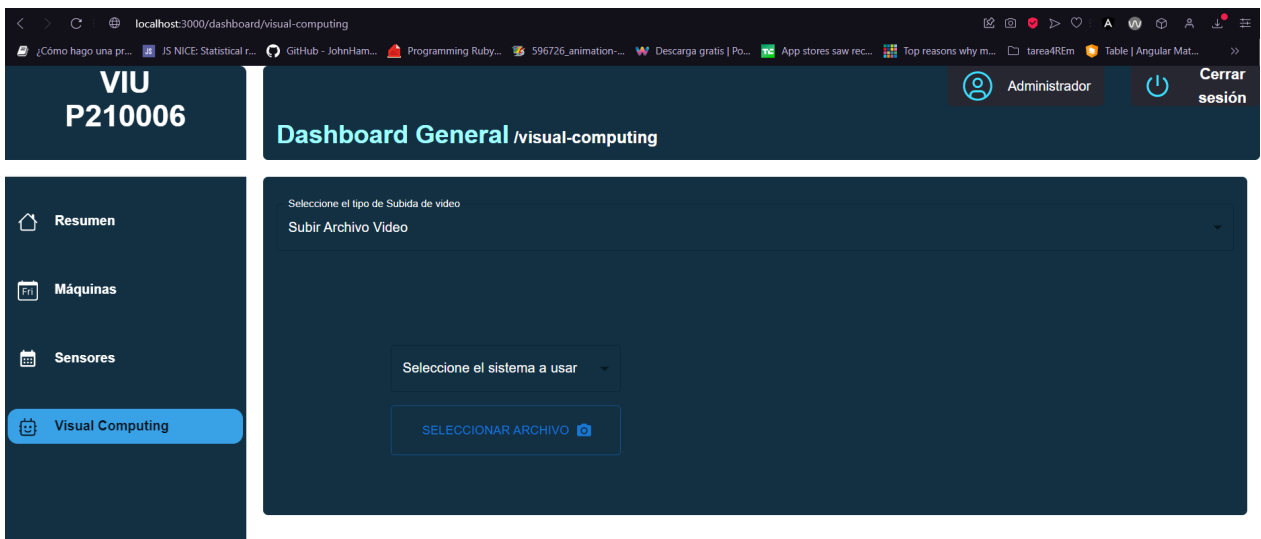 localhost:3000/dashboard/visual-computing
¿Cómo hago una pr... JS JS NICE: Statistical r... GitHub - JohnHam... Programming Ruby... 596726_animation-... Descarga gratis | Po... TC App stores saw rec... Top reasons why m... tarea4REm Table | Angular Mat... >>
VIU
P210006
Administrador
Cerrar
sesión
Dashboard General /visual-computing
Resumen
Fri Máquinas
Sensores
Visual Computing
Seleccione el tipo de Subida de video
Subir Archivo Video
Seleccione el sistema a usar
SELECCIONAR ARCHIVO